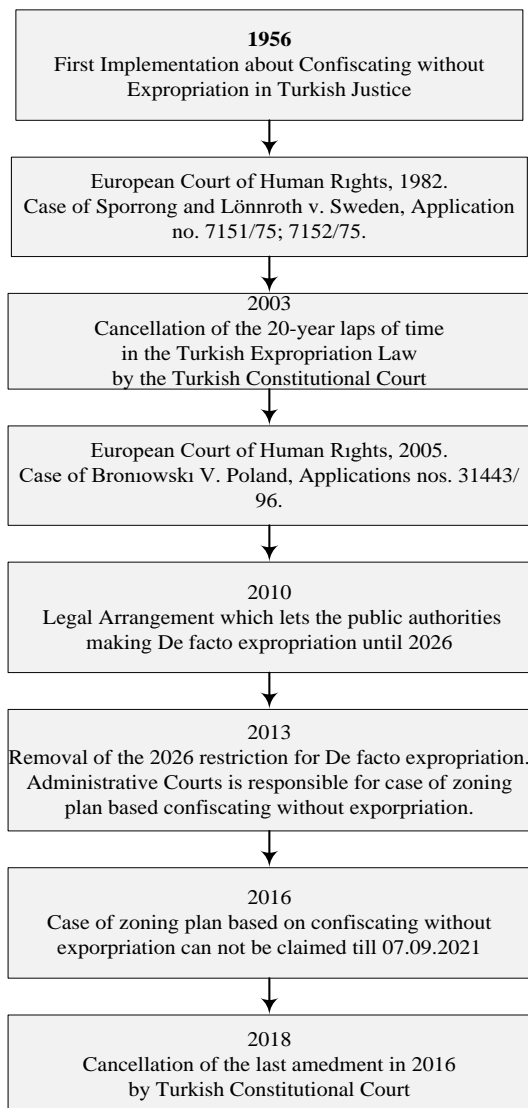 1956
First Implementation about Confiscating without
Expropriation in Turkish Justice
European Court of Human Rıghts, 1982.
Case of Sporrong and Lönnroth v. Sweden, Application
no. 7151/75; 7152/75.
2003
Cancellation of the 20-year laps of time
in the Turkish Expropriation Law
by the Turkish Constitutional Court
European Court of Human Rıghts, 2005.
Case of Bronıowskı V. Poland, Applications nos. 31443/
96.
2010
Legal Arrangement which lets the public authorities
making De facto expropriation until 2026
2013
Removal of the 2026 restriction for De facto expropriation.
Administrative Courts is responsible for case of zoning
plan based confiscating without exporpriation.
2016
Case of zoning plan based on confiscating without
exporpriation can not be claimed till 07.09.2021
2018
Cancellation of the last amedment in 2016
by Turkish Constitutional Court